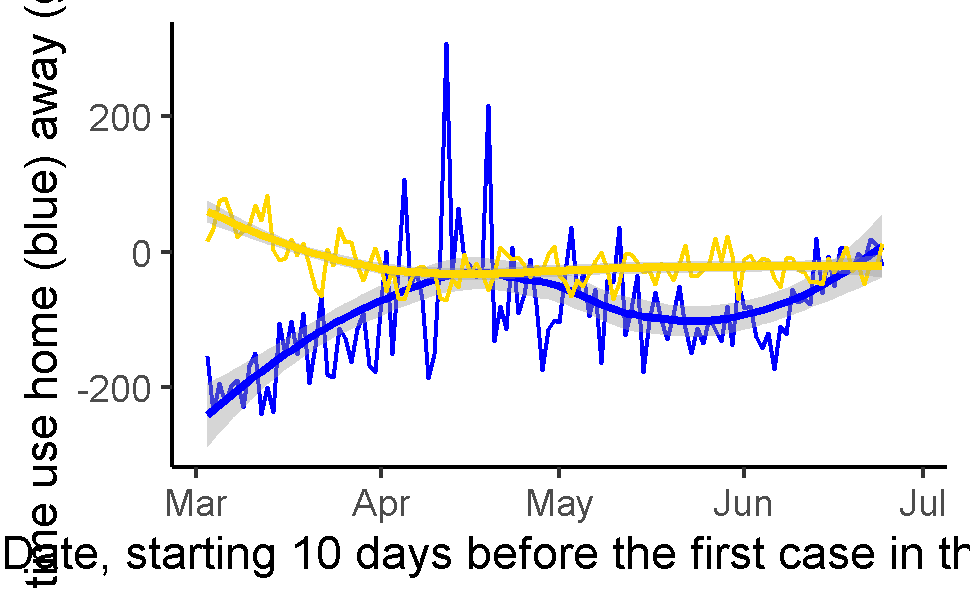 time use home (blue) away (
200
0
-200
Mar Apr May Jun Jul
Date, starting 10 days before the first case in th